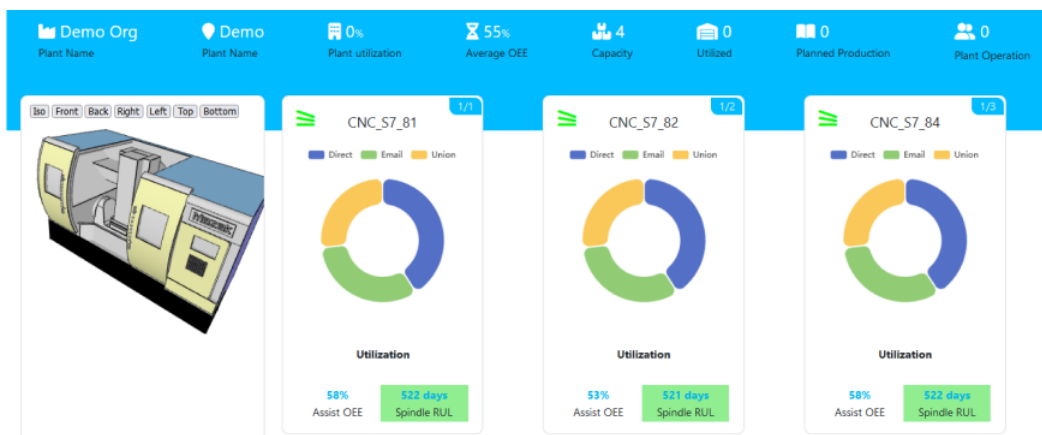 Demo Org
Plant Name
Demo
Plant Name
0%
Plant utilization
55%
Average OEE
4
Capacity
0
Utilized
0
Planned Production
0
Plant Operation
Iso Front Back Right Left Top Bottom
1/1
CNC_S7_81
Direct Email Union
Utilization
58%
Assist OEE
522 days
Spindle RUL
1/2
CNC_S7_82
Direct Email Union
Utilization
53%
Assist OEE
521 days
Spindle RUL
1/3
CNC_S7_84
Direct Email Union
Utilization
58%
Assist OEE
522 days
Spindle RUL